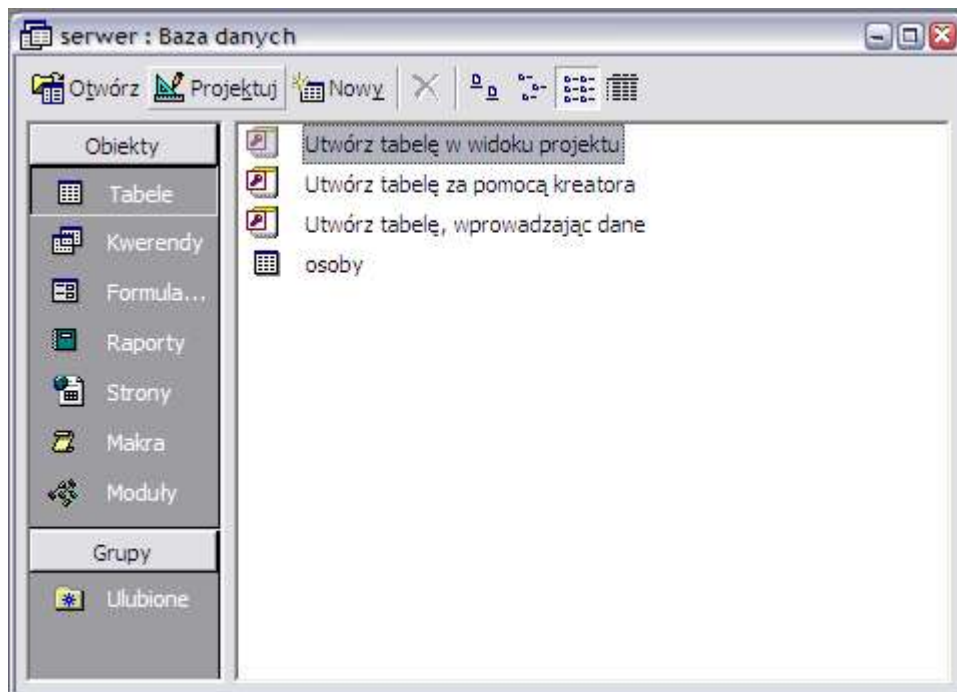 serwer : Baza danych
Otwórz Projektuj Nowy
Obiekty
Tabele
Kwerendy
Formula...
Raporty
Strony
Makra
Moduły
Grupy
Ulubione
Utwórz tabelę w widoku projektu
Utwórz tabelę za pomocą kreatora
Utwórz tabelę, wprowadzając dane
osoby